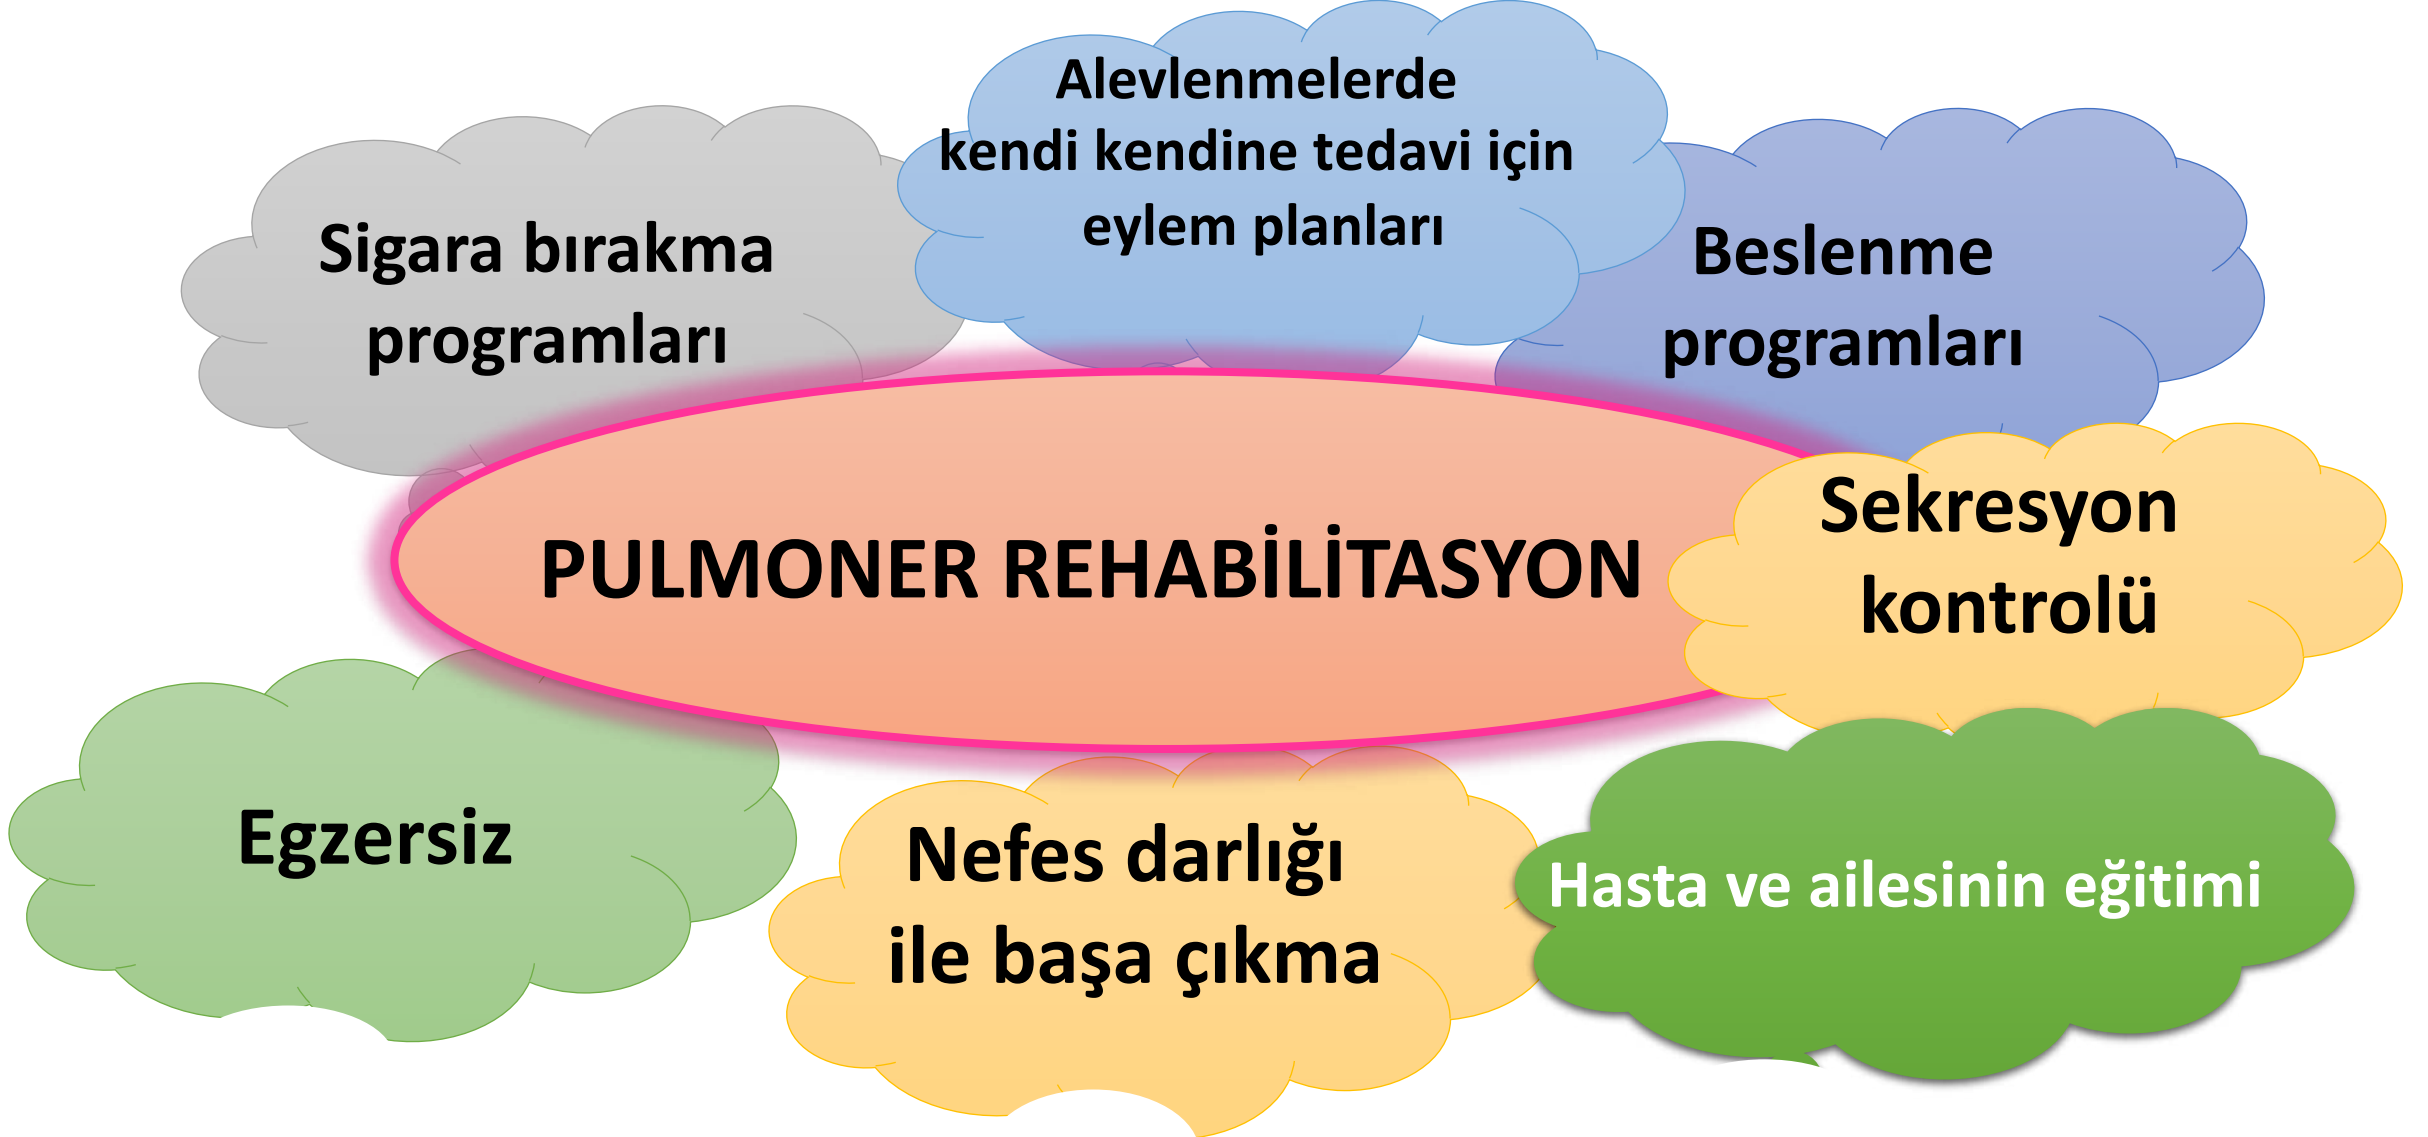 Alevlenmelerde
kendi kendine tedavi için
eylem planları
Sigara bırakma
programları
Beslenme
programları
PULMONER REHABİLİTASYON
Sekresyon
kontrolü
Egzersiz
Nefes darlığı
ile başa çıkma
Hasta ve ailesinin eğitimi